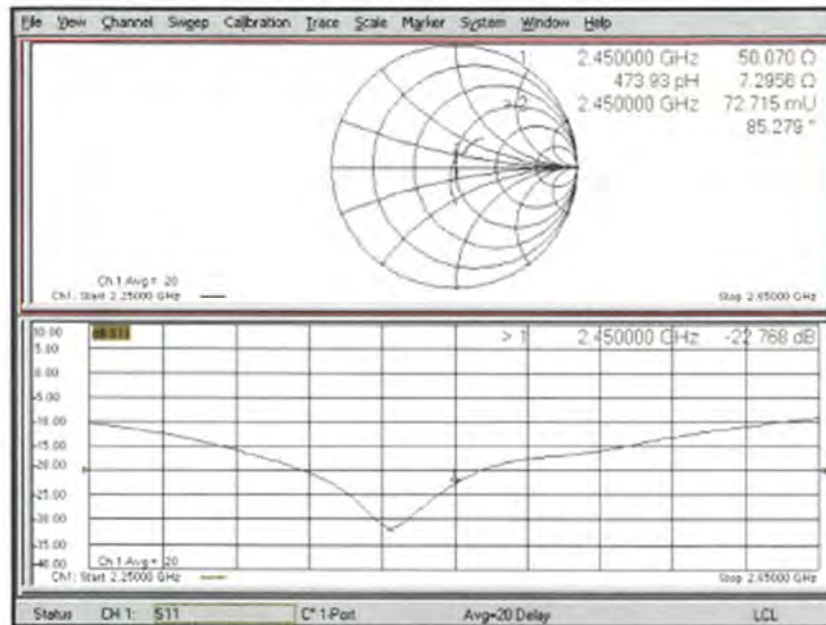 File View Channel Sweep Calibration Trace Scale Marker System Window Help
1: 2.450000 GHz 50.070 Ω
473.93 pH 7.2956 Ω
>2: 2.450000 GHz 72.715 mU
85.279 °
Ch 1 Avg = 20
Ch1: Start 2.25000 GHz Stop 2.65000 GHz
10.00
dB S11
> 1 2.450000 GHz -22.768 dB
5.00
0.00
-5.00
-10.00
-15.00
-20.00
-25.00
-30.00
-35.00
-40.00
Ch 1 Avg = 20
Ch1: Start 2.25000 GHz Stop 2.65000 GHz
Status CH 1: S11 C* 1-Port Avg=20 Delay LCL